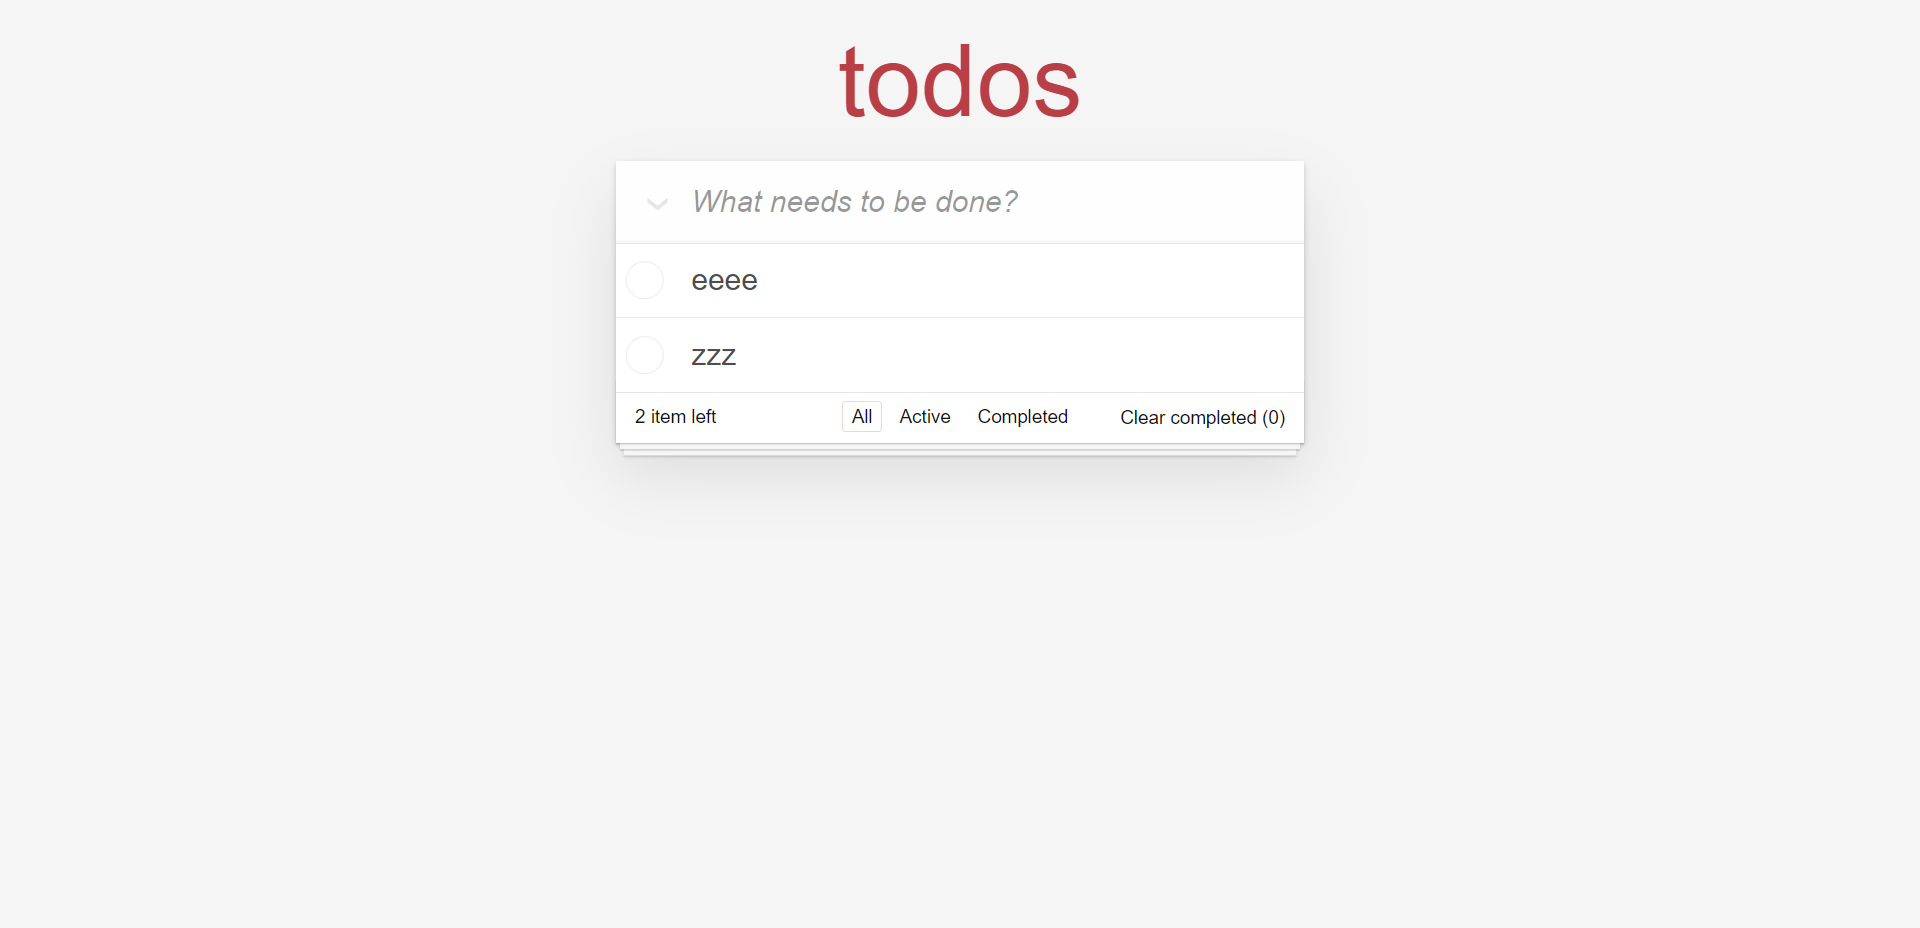 todos
What needs to be done?
eeee
zzz
2 item left All Active Completed Clear completed (0)